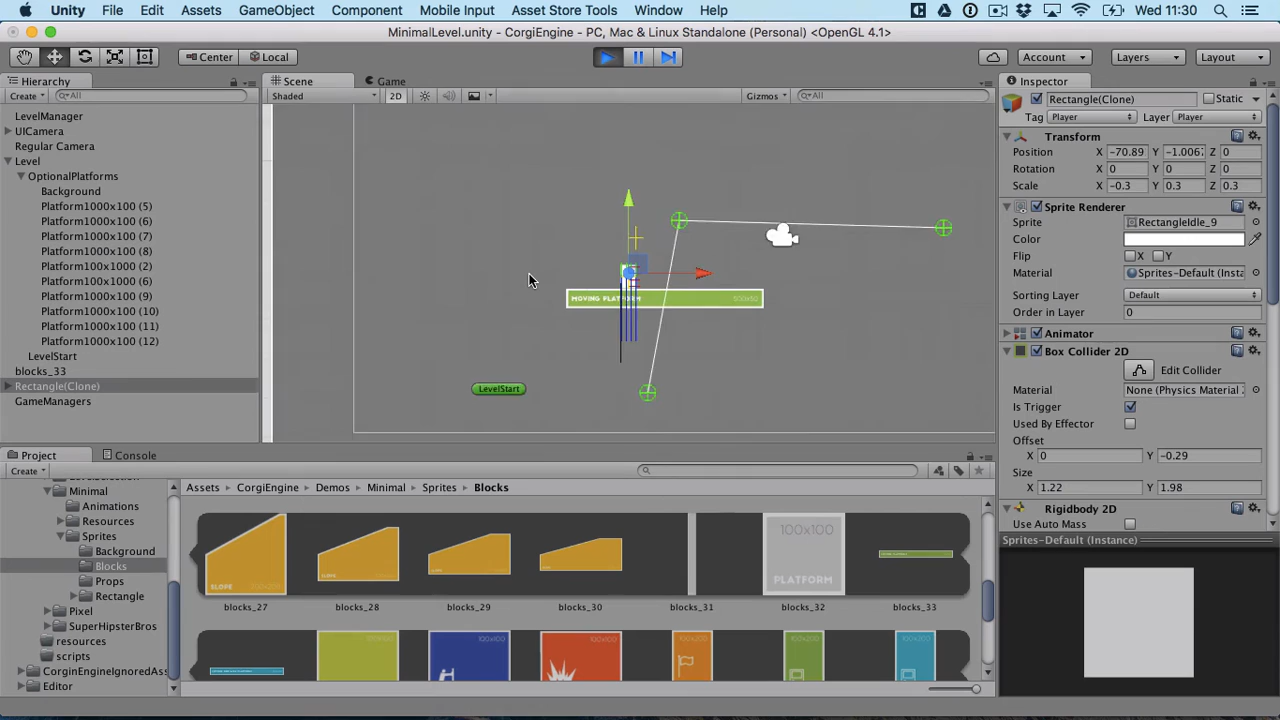 Unity File Edit Assets GameObject Component Mobile Input Asset Store Tools Window Help Wed 11:30
MinimalLevel.unity - CorgiEngine - PC, Mac & Linux Standalone (Personal) <OpenGL 4.1>
Center Local Account Layers Layout
Hierarchy Scene Game Inspector
Create All Shaded 2D Gizmos All Rectangle(Clone) Static
LevelManager Tag Player Layer Player
UICamera Transform
Regular Camera Position X -70.89 Y -1.0067 Z 0
Level Rotation X 0 Y 0 Z 0
OptionalPlatforms Scale X -0.3 Y 0.3 Z 0.3
Background
Platform1000x100 (5) Sprite Renderer
Platform1000x100 (6) Sprite RectangleIdle_9
Platform1000x100 (7) Color
Platform1000x100 (8) Flip X Y
Platform1000x100 (2) Material Sprites-Default (Insta
Platform1000x100 (6) Sorting Layer Default
Platform1000x100 (9) MOVING PLATFORM 500x50 Order in Layer 0
Platform1000x100 (10)
Platform1000x100 (11) Animator
Platform1000x100 (12) Box Collider 2D
LevelStart
blocks_33 Edit Collider
Rectangle(Clone) LevelStart Material None (Physics Material
GameManagers Is Trigger
Used By Effector
Offset
Project Console X 0 Y -0.29
Create Size
Minimal Assets CorgiEngine Demos Minimal Sprites Blocks X 1.22 Y 1.98
Animations Rigidbody 2D
Resources Use Auto Mass
Sprites 100x100 Sprites-Default (Instance)
Background
Blocks
Props SLOPE PLATFORM
Rectangle blocks_27 blocks_28 blocks_29 blocks_30 blocks_31 blocks_32 blocks_33
Pixel
SuperHipsterBros
resources
scripts
CorgiEngineIgnoredAss
Editor